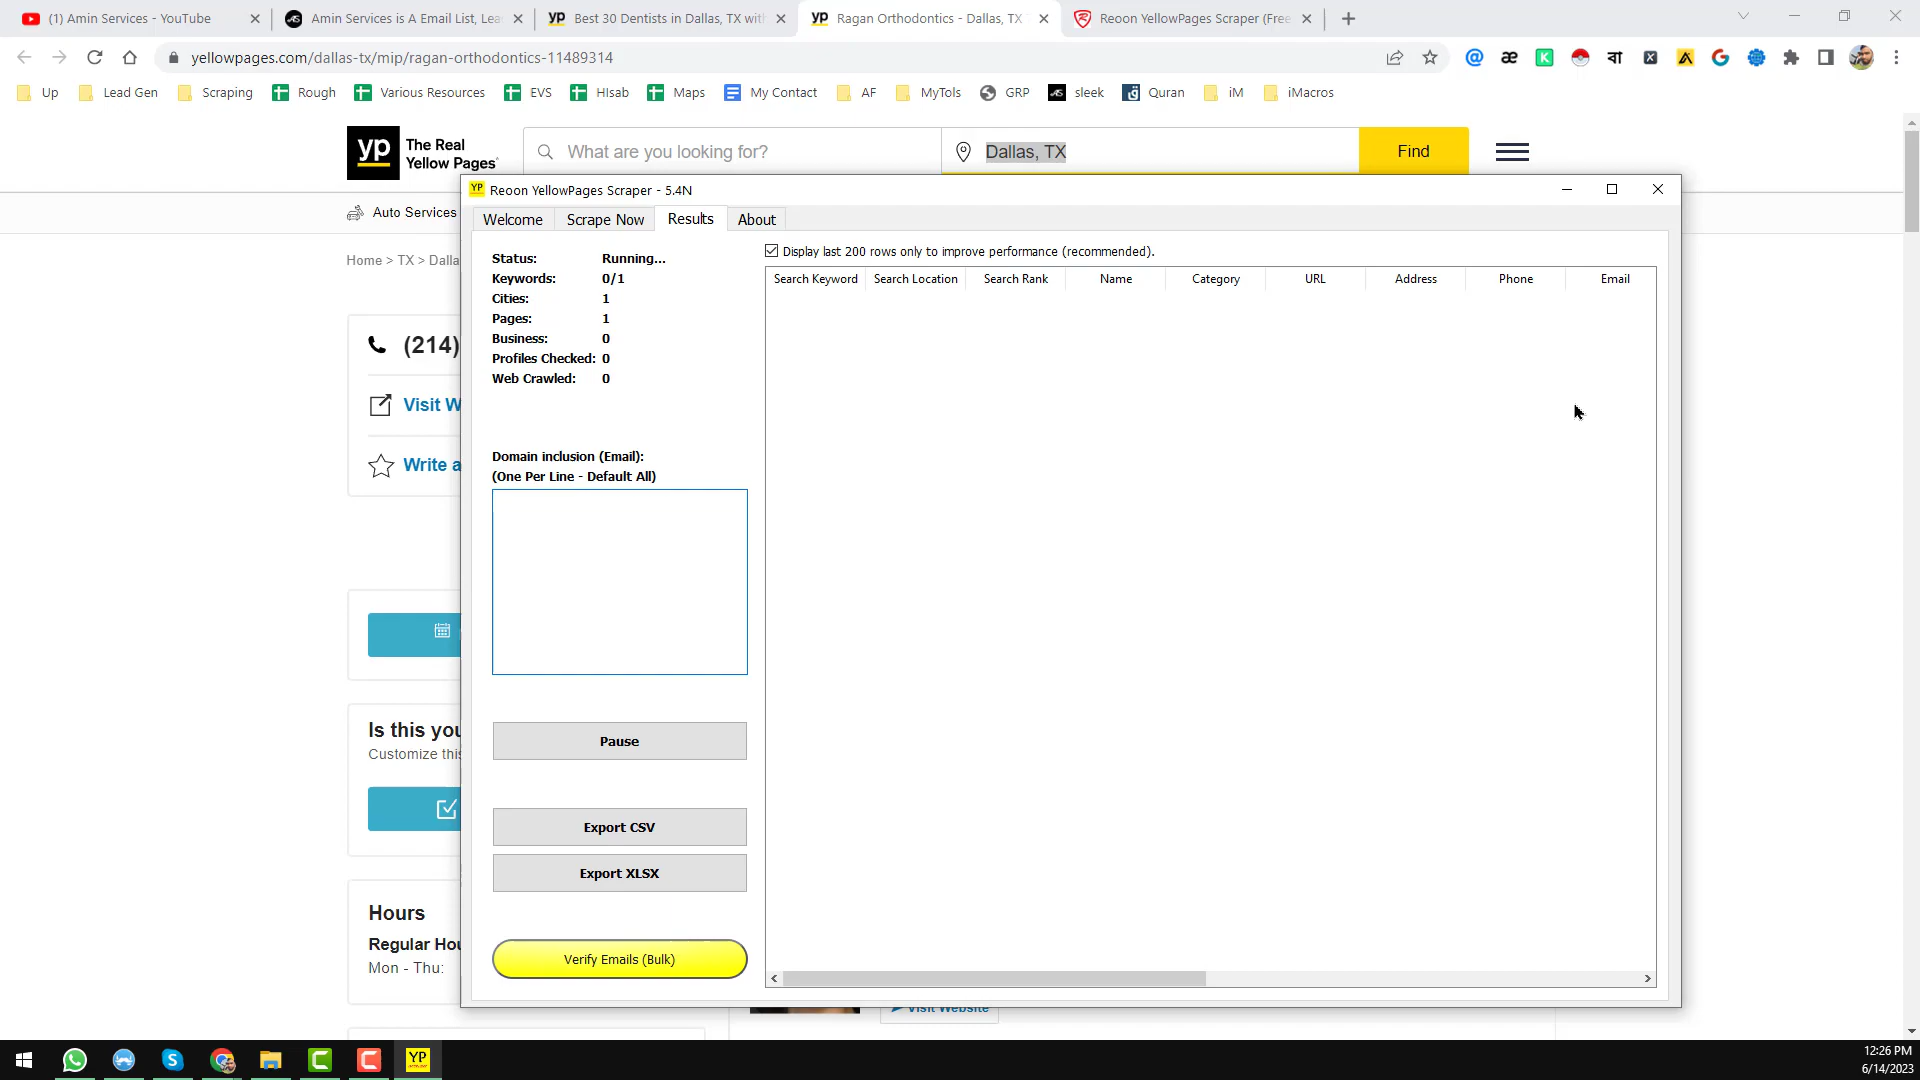 (1) Amin Services - YouTube
Amin Services is A Email List, Lea
Best 30 Dentists in Dallas, TX with
Ragan Orthodontics - Dallas, TX
Reoon YellowPages Scraper (Free
yellowpages.com/dallas-tx/mip/ragan-orthodontics-11489314
Up
Lead Gen
Scraping
Rough
Various Resources
EVS
HIsab
Maps
My Contact
AF
MyTols
GRP
sleek
Quran
iM
iMacros
yp
The Real
Yellow Pages
What are you looking for?
Dallas, TX
Find
Auto Services
Home > TX > Dalla
(214)
Visit W
Write a
Is this you
Customize this
Hours
Regular Hou
Mon - Thu:
Visit Website
YP
Reoon YellowPages Scraper - 5.4N
Welcome
Scrape Now
Results
About
Status: Running...
Keywords: 0/1
Cities: 1
Pages: 1
Business: 0
Profiles Checked: 0
Web Crawled: 0
Domain inclusion (Email):
(One Per Line - Default All)
Pause
Export CSV
Export XLSX
Verify Emails (Bulk)
Display last 200 rows only to improve performance (recommended).
Search Keyword
Search Location
Search Rank
Name
Category
URL
Address
Phone
Email
YP
12:26 PM
6/14/2023